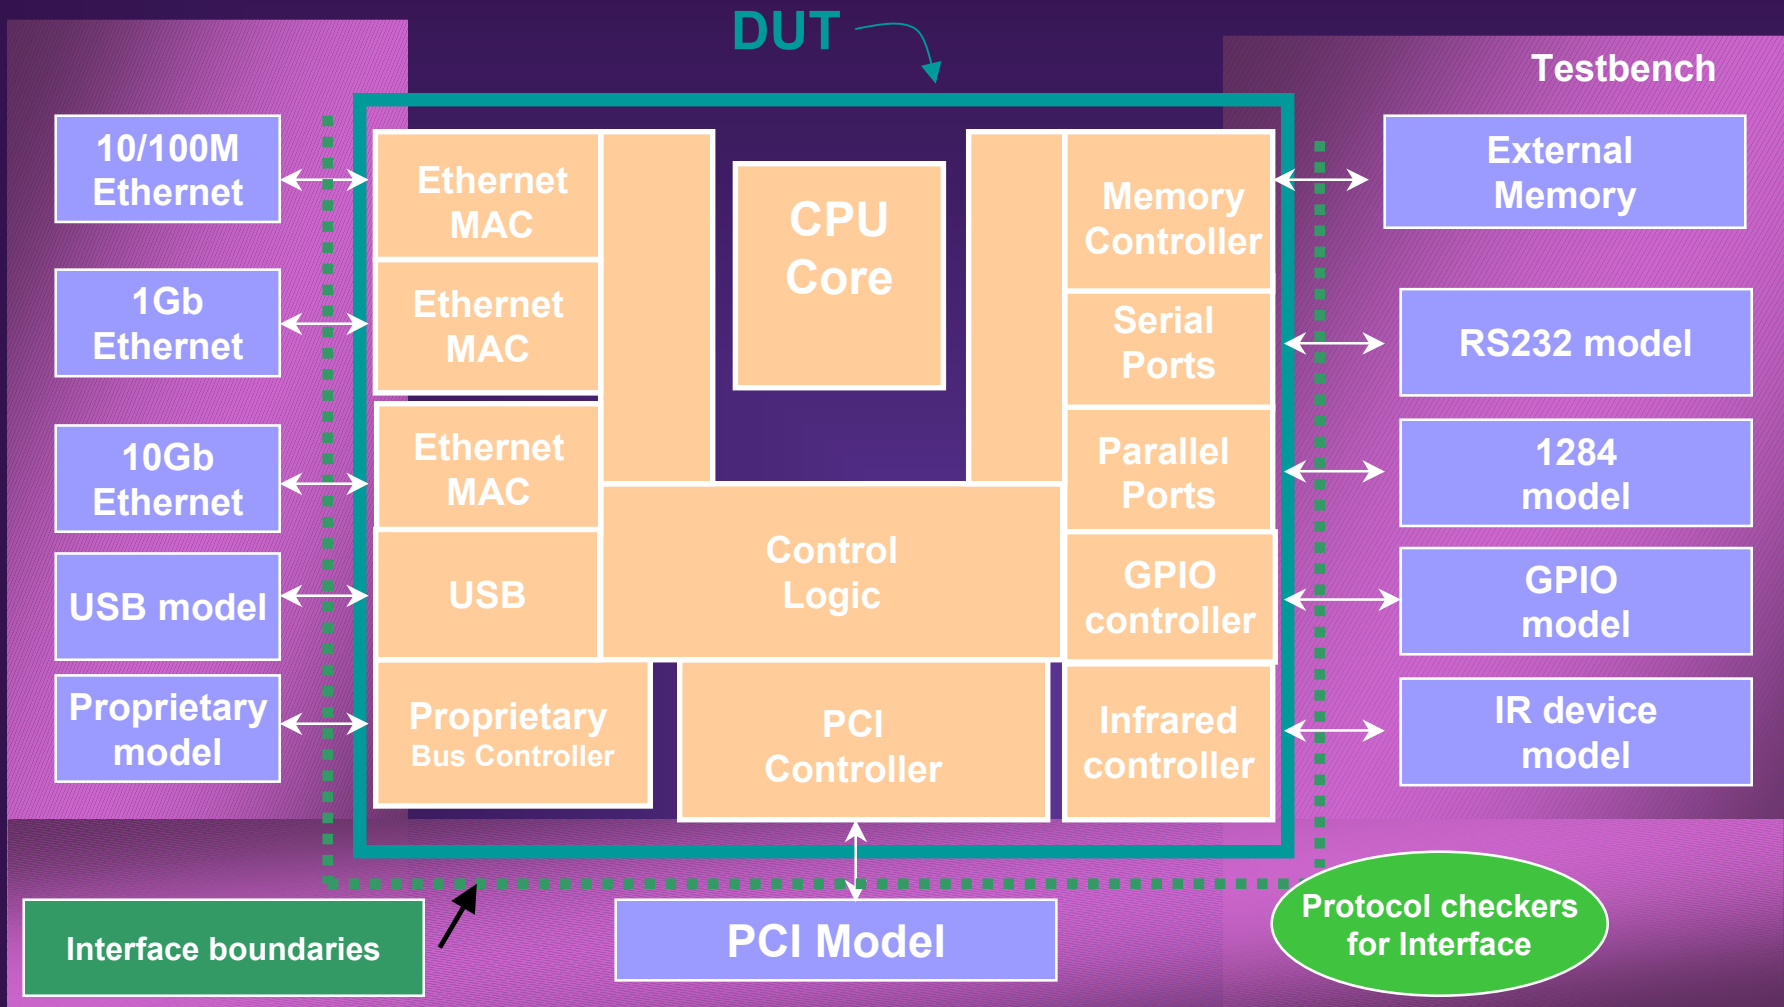 DUT
Testbench
10/100M
Ethernet
1Gb
Ethernet
10Gb
Ethernet
USB model
Proprietary
model
Ethernet
MAC
Ethernet
MAC
Ethernet
MAC
USB
Proprietary
Bus Controller
CPU
Core
Control
Logic
PCI
Controller
Memory
Controller
Serial
Ports
Parallel
Ports
GPIO
controller
Infrared
controller
External
Memory
RS232 model
1284
model
GPIO
model
IR device
model
Interface boundaries
PCI Model
Protocol checkers
for Interface